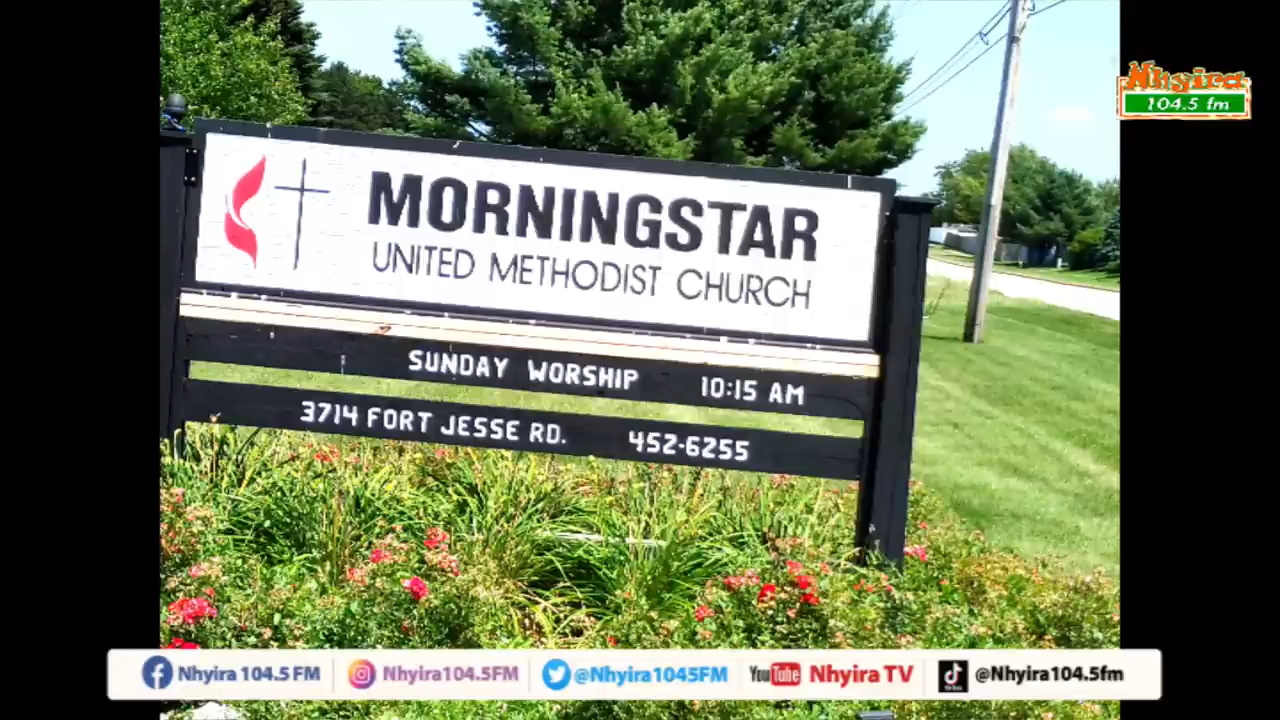 Nhyira
104.5 fm
MORNINGSTAR
UNITED METHODIST CHURCH
SUNDAY WORSHIP 10:15 AM
3714 FORT JESSE RD. 452-6255
Nhyira 104.5 FM Nhyira104.5FM @Nhyira1045FM YouTube Nhyira TV @Nhyira104.5fm